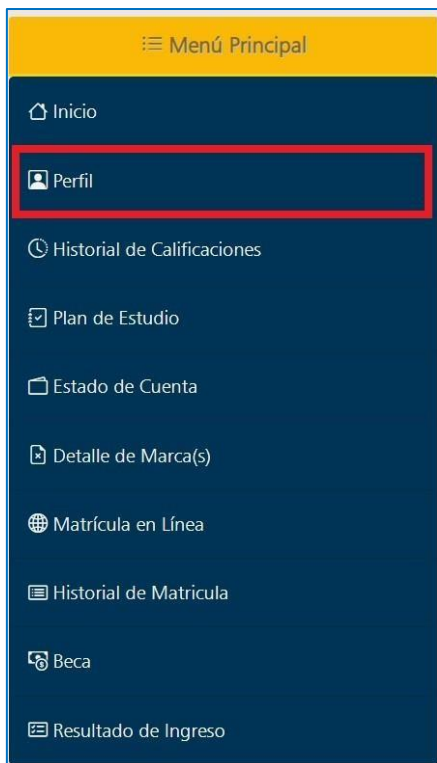 Menú Principal
Inicio
Perfil
Historial de Calificaciones
Plan de Estudio
Estado de Cuenta
Detalle de Marca(s)
Matrícula en Línea
Historial de Matricula
Beca
Resultado de Ingreso